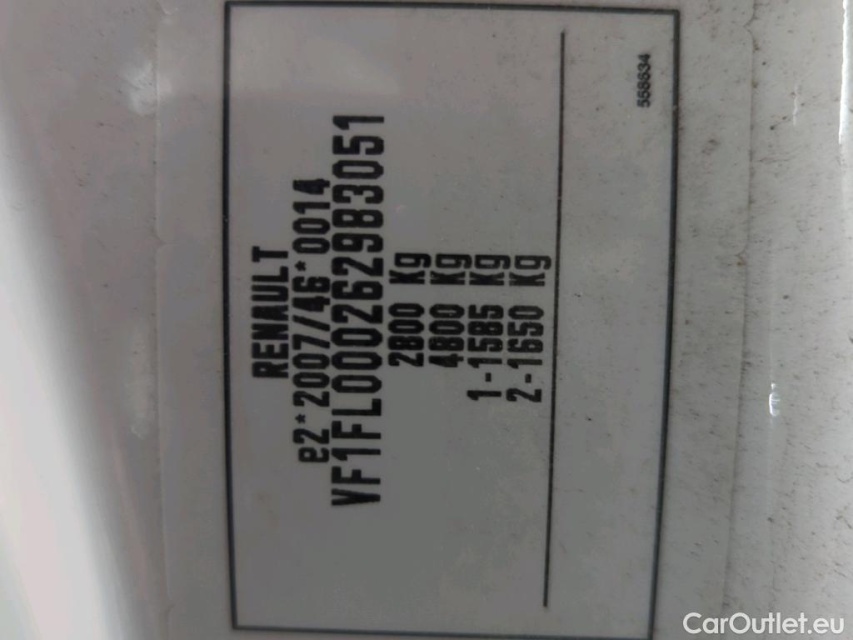 RENAULT
e2*2007/46*0014
VF1FL000262983051
2800 Kg
4800 Kg
1-1585 Kg
2-1650 Kg
558634
CarOutlet.eu